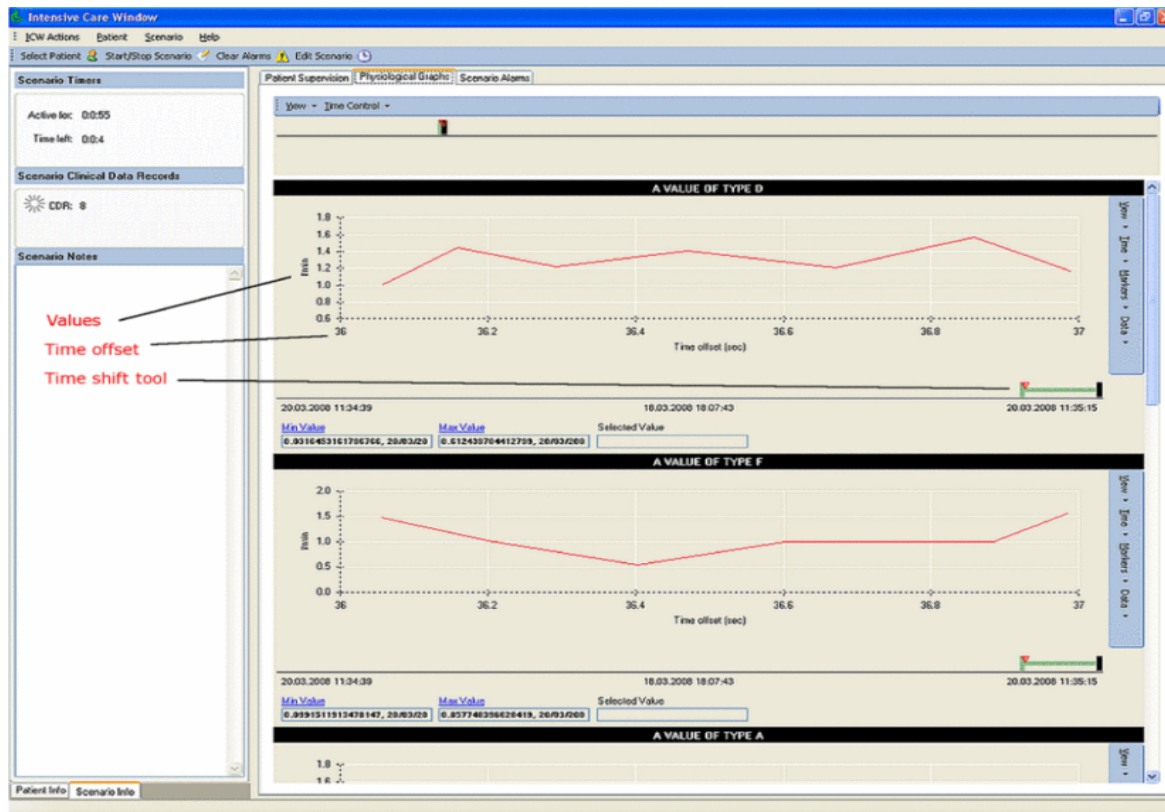 Intensive Care Window
ICW Actions Patient Scenario Help
Select Patient Start/Stop Scenario Clear Alarms Edit Scenario
Scenario Timers
Active for: 0:0:55
Time left: 0:0:4
Scenario Clinical Data Records
CDR: 8
Scenario Notes
Values
Time offset
Time shift tool
Patient Info Scenario Info
Patient Supervision Physiological Graphs Scenario Alarms
View Time Control
A VALUE OF TYPE D
1.8
1.6
1.4
1.2
1.0
0.8
0.6
36 36.2 36.4 36.6 36.8 37
Time offset (sec)
View Time Markers Data
20.03.2008 11:34:39 18.03.2008 18:07:43 20.03.2008 11:35:15
Min Value Max Value Selected Value
A VALUE OF TYPE F
2.0
1.5
1.0
0.5
0.0
36 36.2 36.4 36.6 36.8 37
Time offset (sec)
View Time Markers Data
20.03.2008 11:34:39 18.03.2008 18:07:43 20.03.2008 11:35:15
Min Value Max Value Selected Value
A VALUE OF TYPE A
1.8
1.6
View